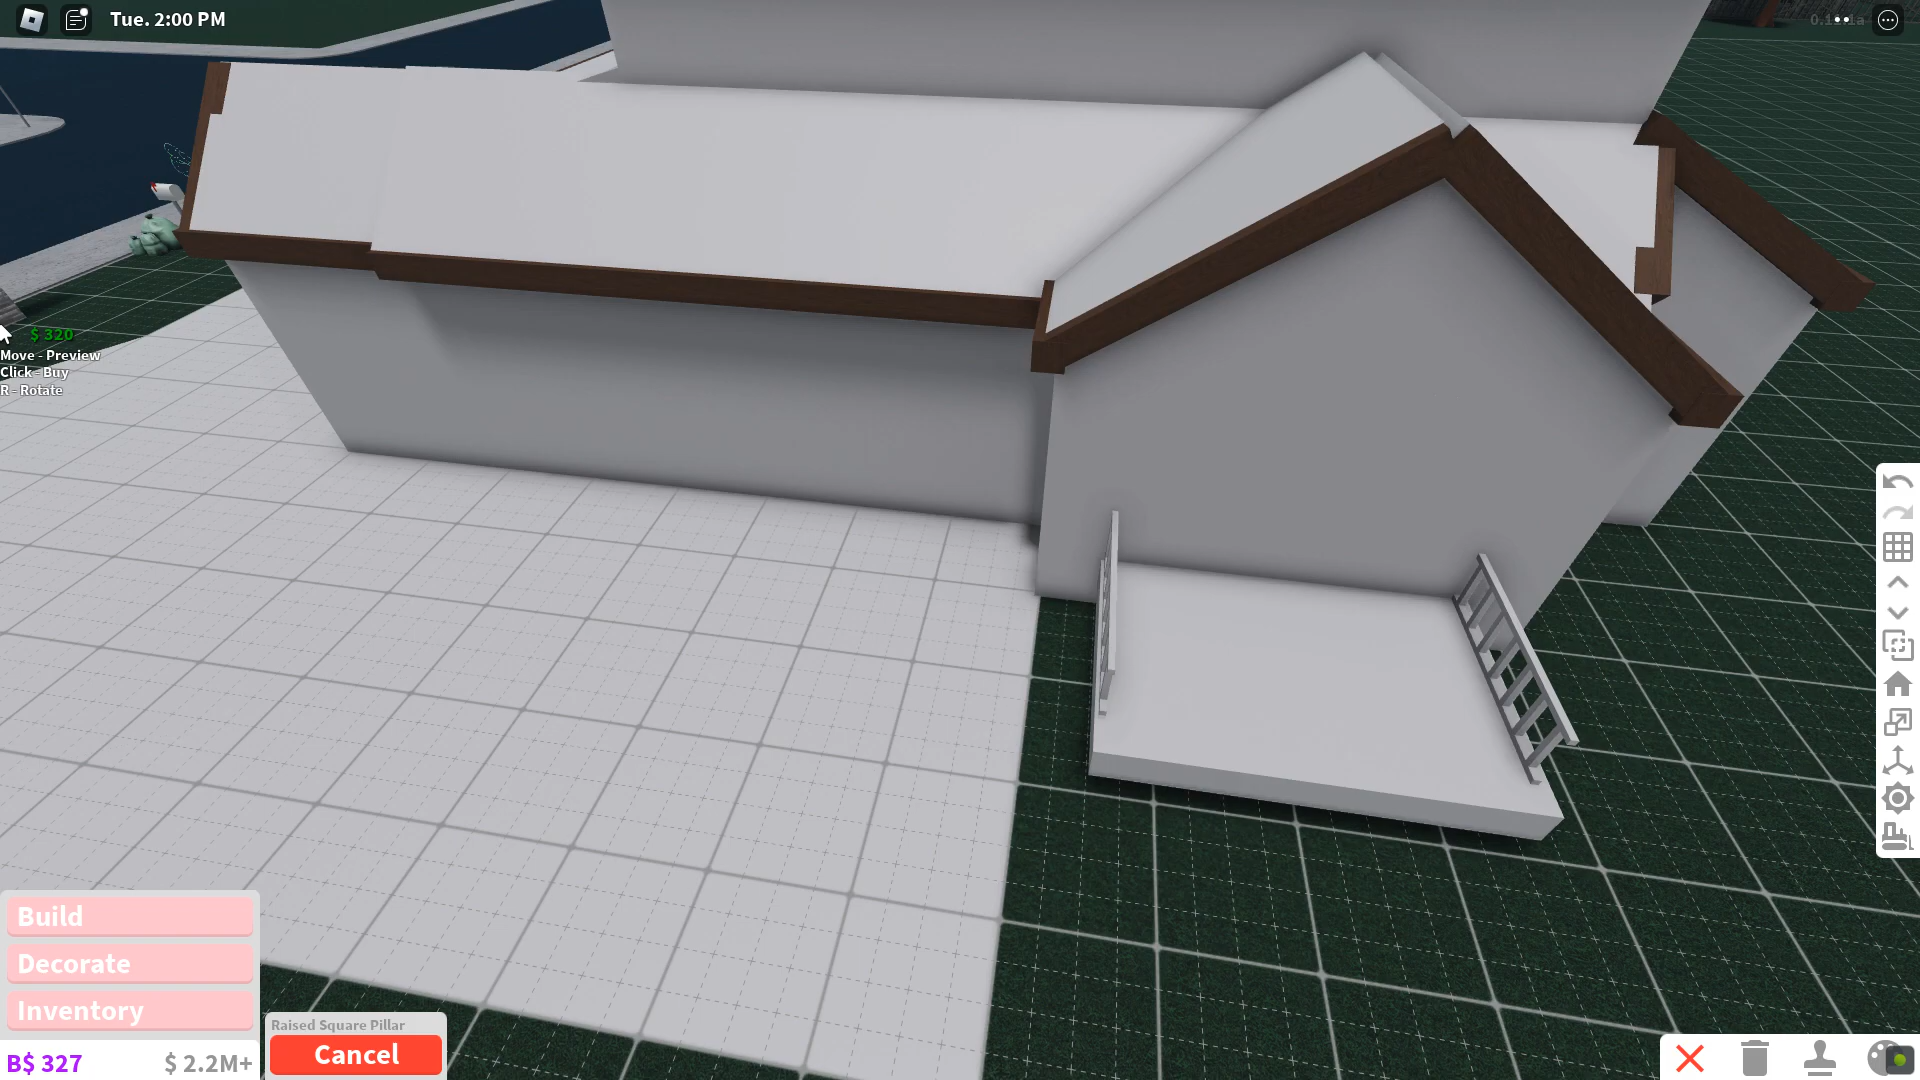 Tue. 2:00 PM
$ 320
Move - Preview
Click - Buy
R - Rotate
Build
Decorate
Inventory
B$ 327
$ 2.2M+
Raised Square Pillar
Cancel